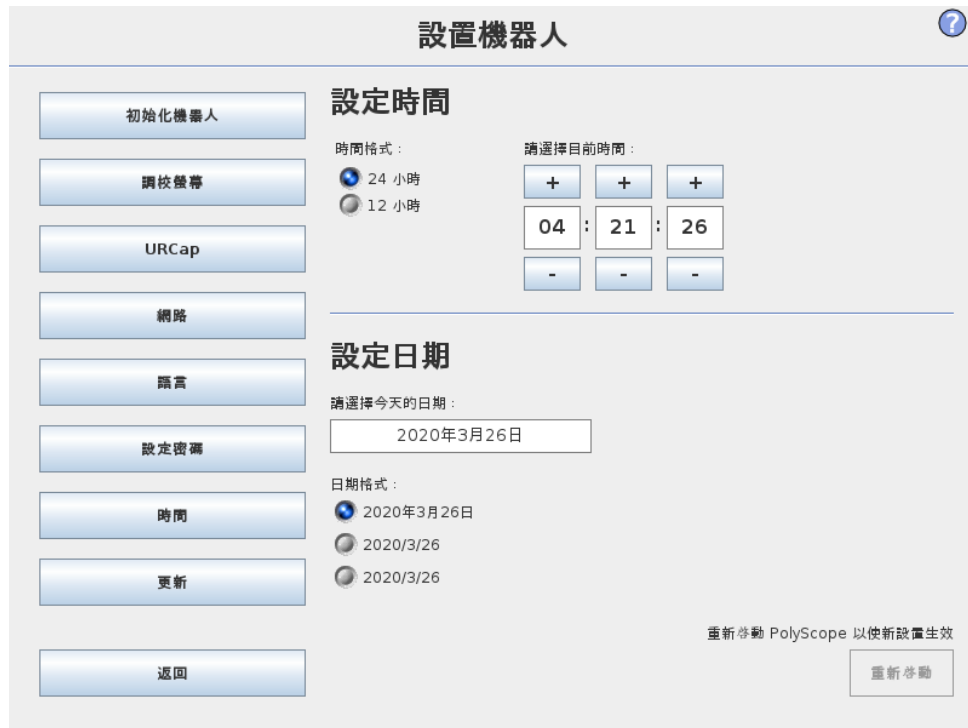 設置機器人
?
初始化機器人
調校螢幕
URCap
網路
語言
設定密碼
時間
更新
返回
設定時間
時間格式：
24 小時
12 小時
請選擇目前時間：
+ + +
04 : 21 : 26
- - -
設定日期
請選擇今天的日期：
2020年3月26日
日期格式：
2020年3月26日
2020/3/26
2020/3/26
重新啓動 PolyScope 以使新設置生效
重新啓動